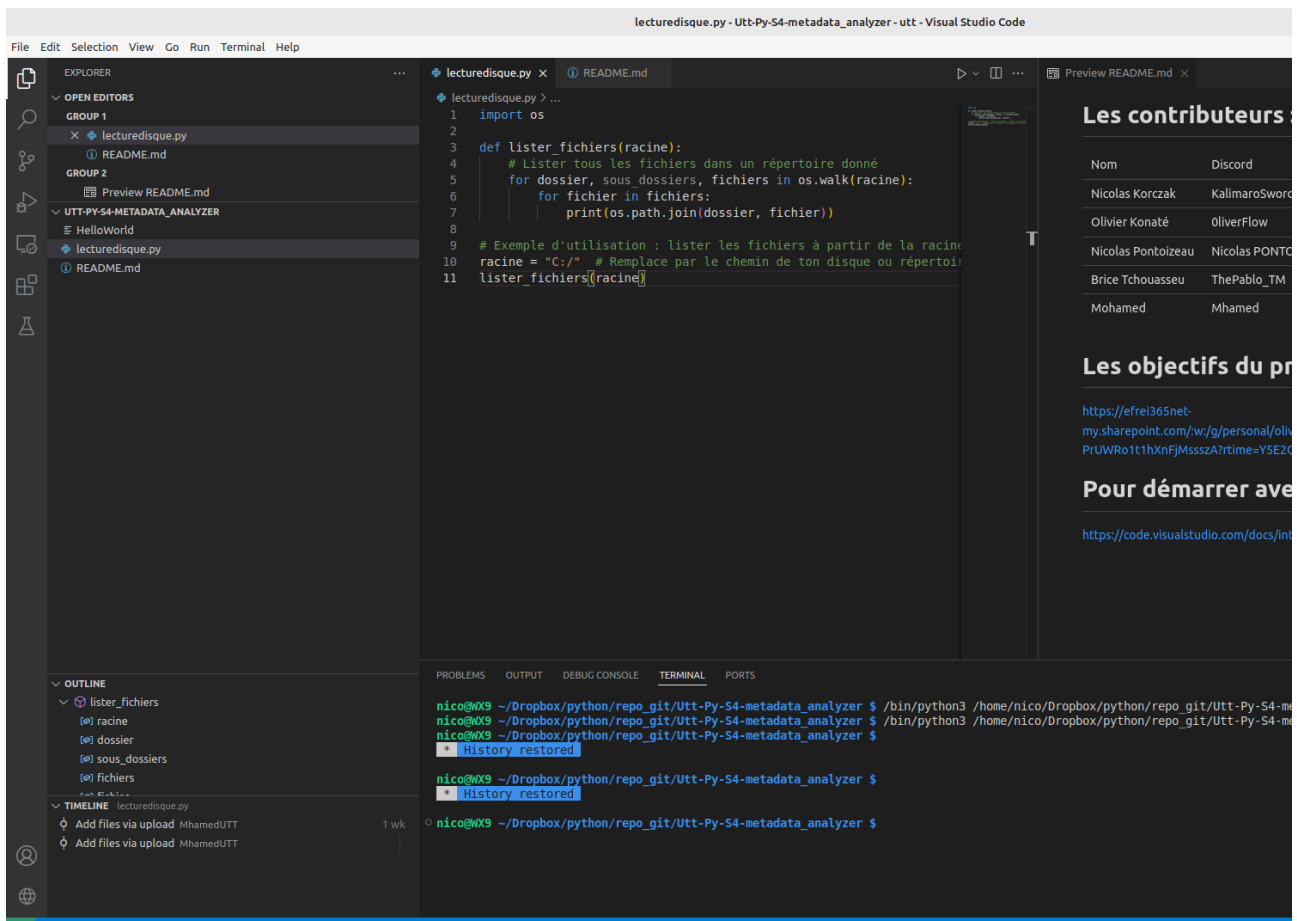 lecturedisque.py - Utt-Py-S4-metadata_analyzer - utt - Visual Studio Code
File Edit Selection View Go Run Terminal Help
EXPLORER
OPEN EDITORS
GROUP 1
lecturedisque.py
README.md
GROUP 2
Preview README.md
UTT-PY-S4-METADATA_ANALYZER
HelloWorld
lecturedisque.py
README.md
OUTLINE
lister_fichiers
racine
dossier
sous_dossiers
fichiers
TIMELINE lecturedisque.py
Add files via upload MhamedUTT 1 wk
Add files via upload MhamedUTT
lecturedisque.py
README.md
lecturedisque.py > ...
1 import os
2
3 def lister_fichiers(racine):
4 # Lister tous les fichiers dans un répertoire donné
5 for dossier, sous_dossiers, fichiers in os.walk(racine):
6 for fichier in fichiers:
7 print(os.path.join(dossier, fichier))
8
9 # Exemple d'utilisation : lister les fichiers à partir de la racine
10 racine = "C:/" # Remplace par le chemin de ton disque ou répertoi
11 lister_fichiers(racine)
Preview README.md
Les contributeurs :
Nom Discord
Nicolas Korczak KalimaroSword
Olivier Konaté 0liverFlow
Nicolas Pontoizeau Nicolas PONTO
Brice Tchouasseu ThePablo_TM
Mohamed Mhamed
Les objectifs du pr
https://efrei365net-
my.sharepoint.com/:w:/g/personal/oliv
PrUWRo1t1hXnFjMssszA?rtime=Y5E2
Pour démarrer ave
https://code.visualstudio.com/docs/int
PROBLEMS OUTPUT DEBUG CONSOLE TERMINAL PORTS
nico@WX9 ~/Dropbox/python/repo_git/Utt-Py-S4-metadata_analyzer $ /bin/python3 /home/nico/Dropbox/python/repo_git/Utt-Py-S4-me
nico@WX9 ~/Dropbox/python/repo_git/Utt-Py-S4-metadata_analyzer $ /bin/python3 /home/nico/Dropbox/python/repo_git/Utt-Py-S4-me
nico@WX9 ~/Dropbox/python/repo_git/Utt-Py-S4-metadata_analyzer $
* History restored
nico@WX9 ~/Dropbox/python/repo_git/Utt-Py-S4-metadata_analyzer $
* History restored
nico@WX9 ~/Dropbox/python/repo_git/Utt-Py-S4-metadata_analyzer $